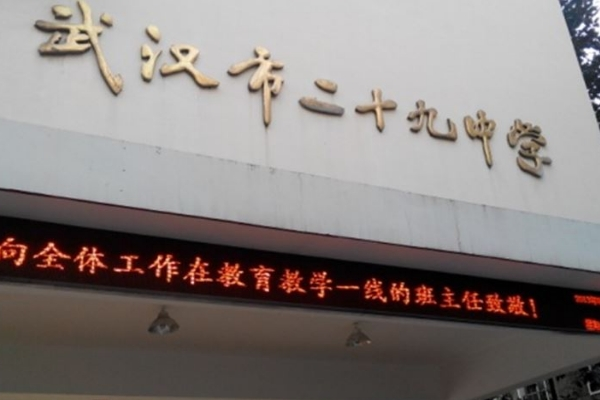 武汉市二十九中学
向全体工作在教育教学一线的班主任致敬!